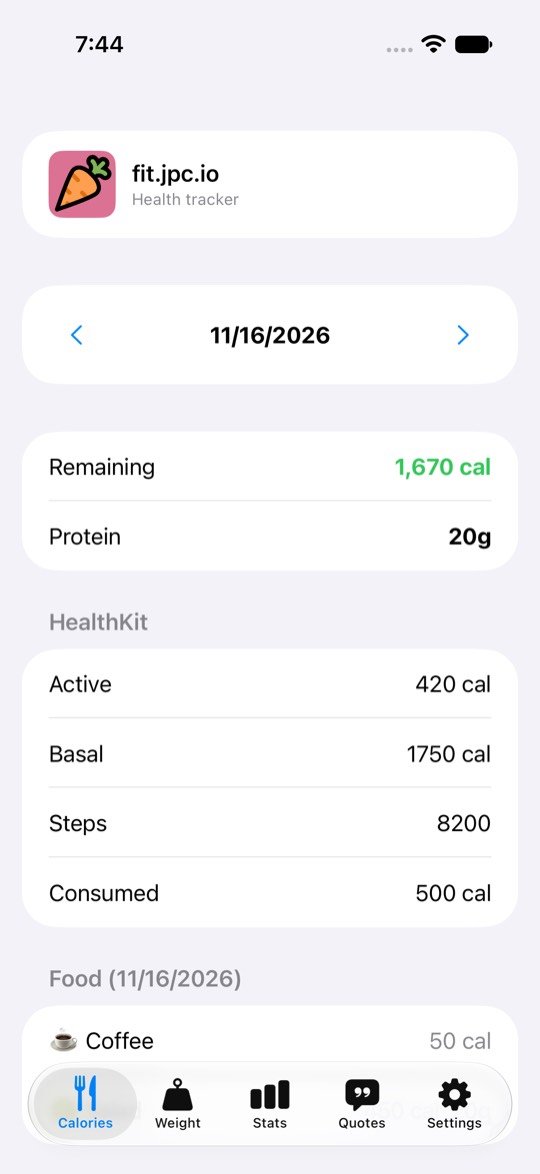 7:44
fit.jpc.io
Health tracker
11/16/2026
Remaining 1,670 cal
Protein 20g
HealthKit
Active 420 cal
Basal 1750 cal
Steps 8200
Consumed 500 cal
Food (11/16/2026)
☕ Coffee 50 cal
Calories Weight Stats Quotes Settings